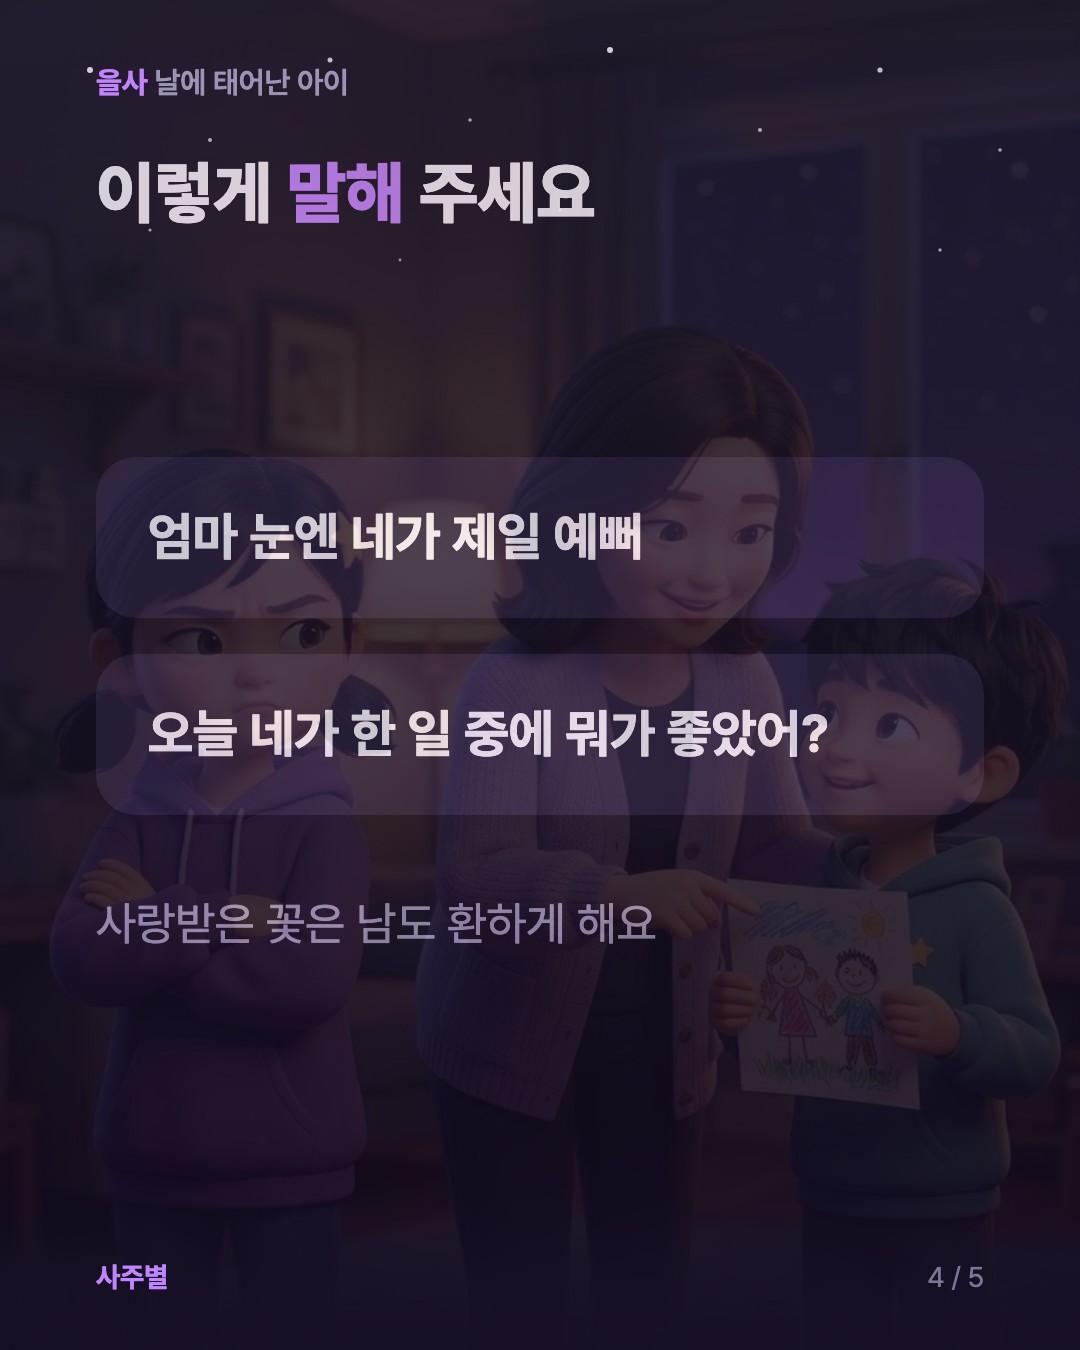 을사 날에 태어난 아이
이렇게 말해 주세요
엄마 눈엔 네가 제일 예뻐
오늘 네가 한 일 중에 뭐가 좋았어?
사랑받은 꽃은 남도 환하게 해요
사주별
4 / 5